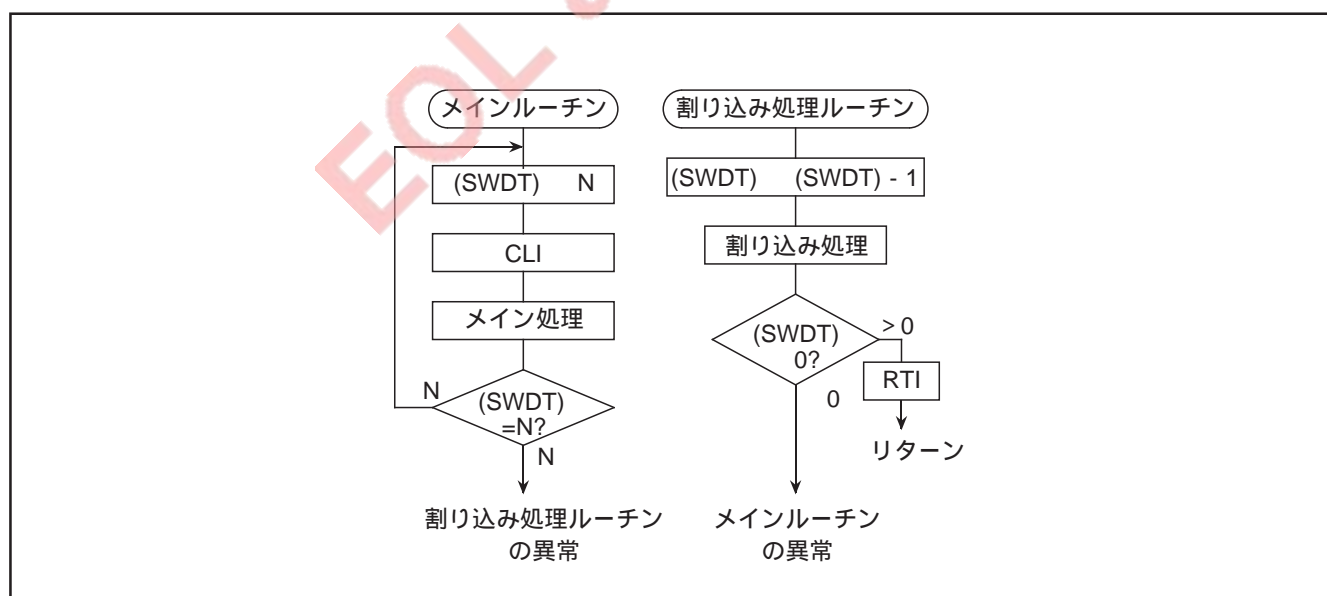 EOL
メインルーチン
(SWDT) N
CLI
メイン処理
N
(SWDT)
=N?
N
割り込み処理ルーチン
の異常
割り込み処理ルーチン
(SWDT) (SWDT) - 1
割り込み処理
(SWDT)
0?
> 0
RTI
リターン
0
メインルーチン
の異常